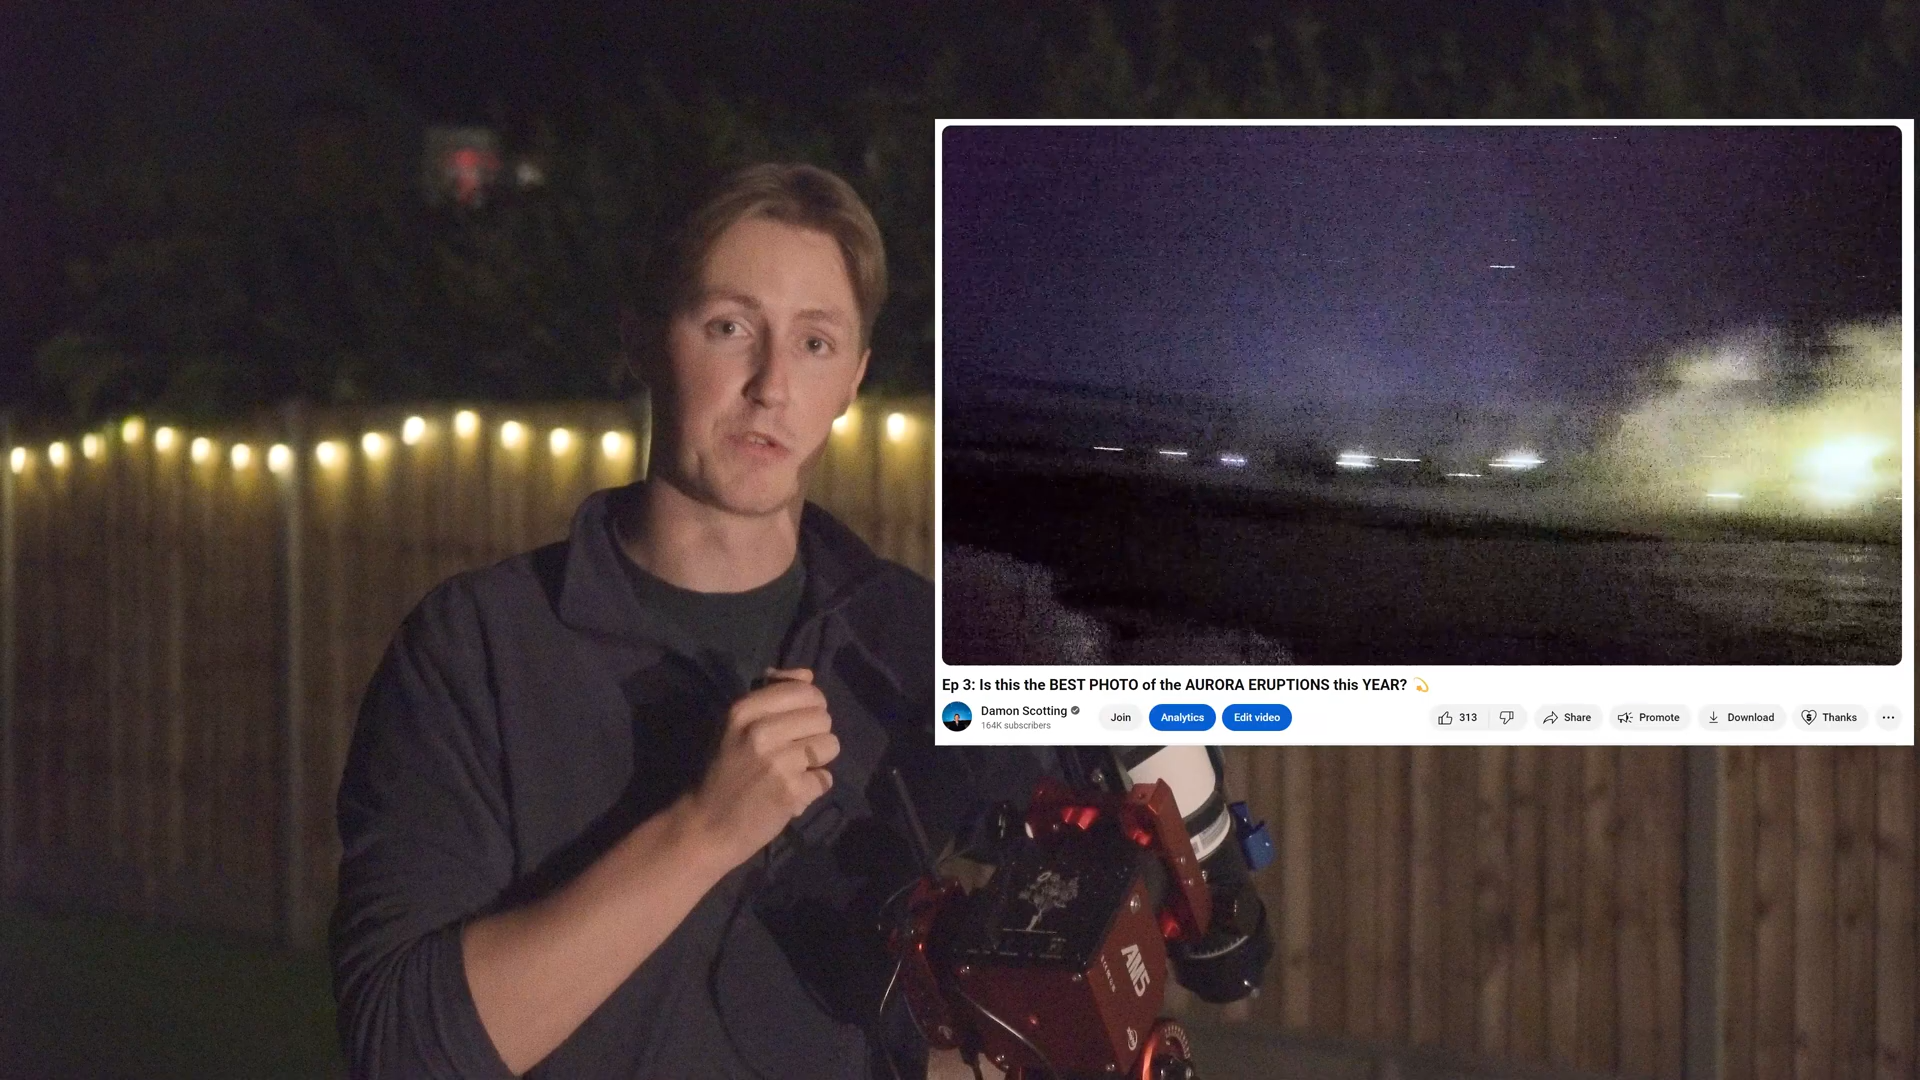 Ep 3: Is this the BEST PHOTO of the AURORA ERUPTIONS this YEAR? 💫
Damon Scotting
164K subscribers
Join
Analytics
Edit video
313
Share
Promote
Download
Thanks
AM5